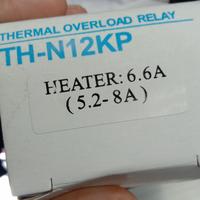 THERMAL OVERLOAD RELAY
TH-N12KP
HEATER: 6.6A
(5.2-8A)